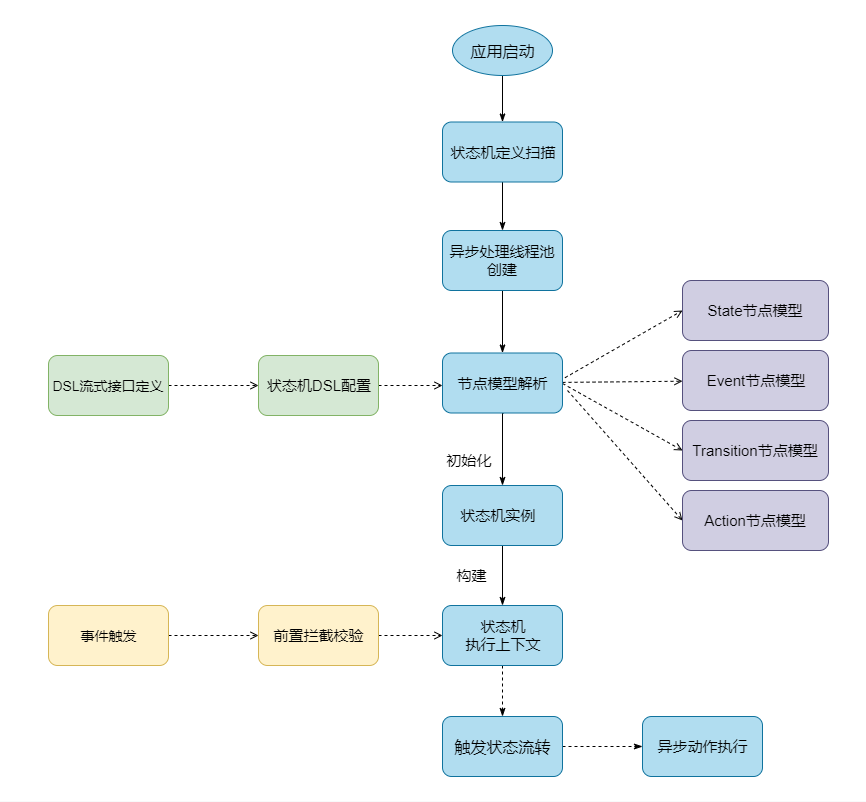 应用启动
状态机定义扫描
异步处理线程池
创建
State节点模型
DSL流式接口定义
状态机DSL配置
节点模型解析
Event节点模型
Transition节点模型
初始化
状态机实例
Action节点模型
构建
事件触发
前置拦截校验
状态机
执行上下文
触发状态流转
异步动作执行